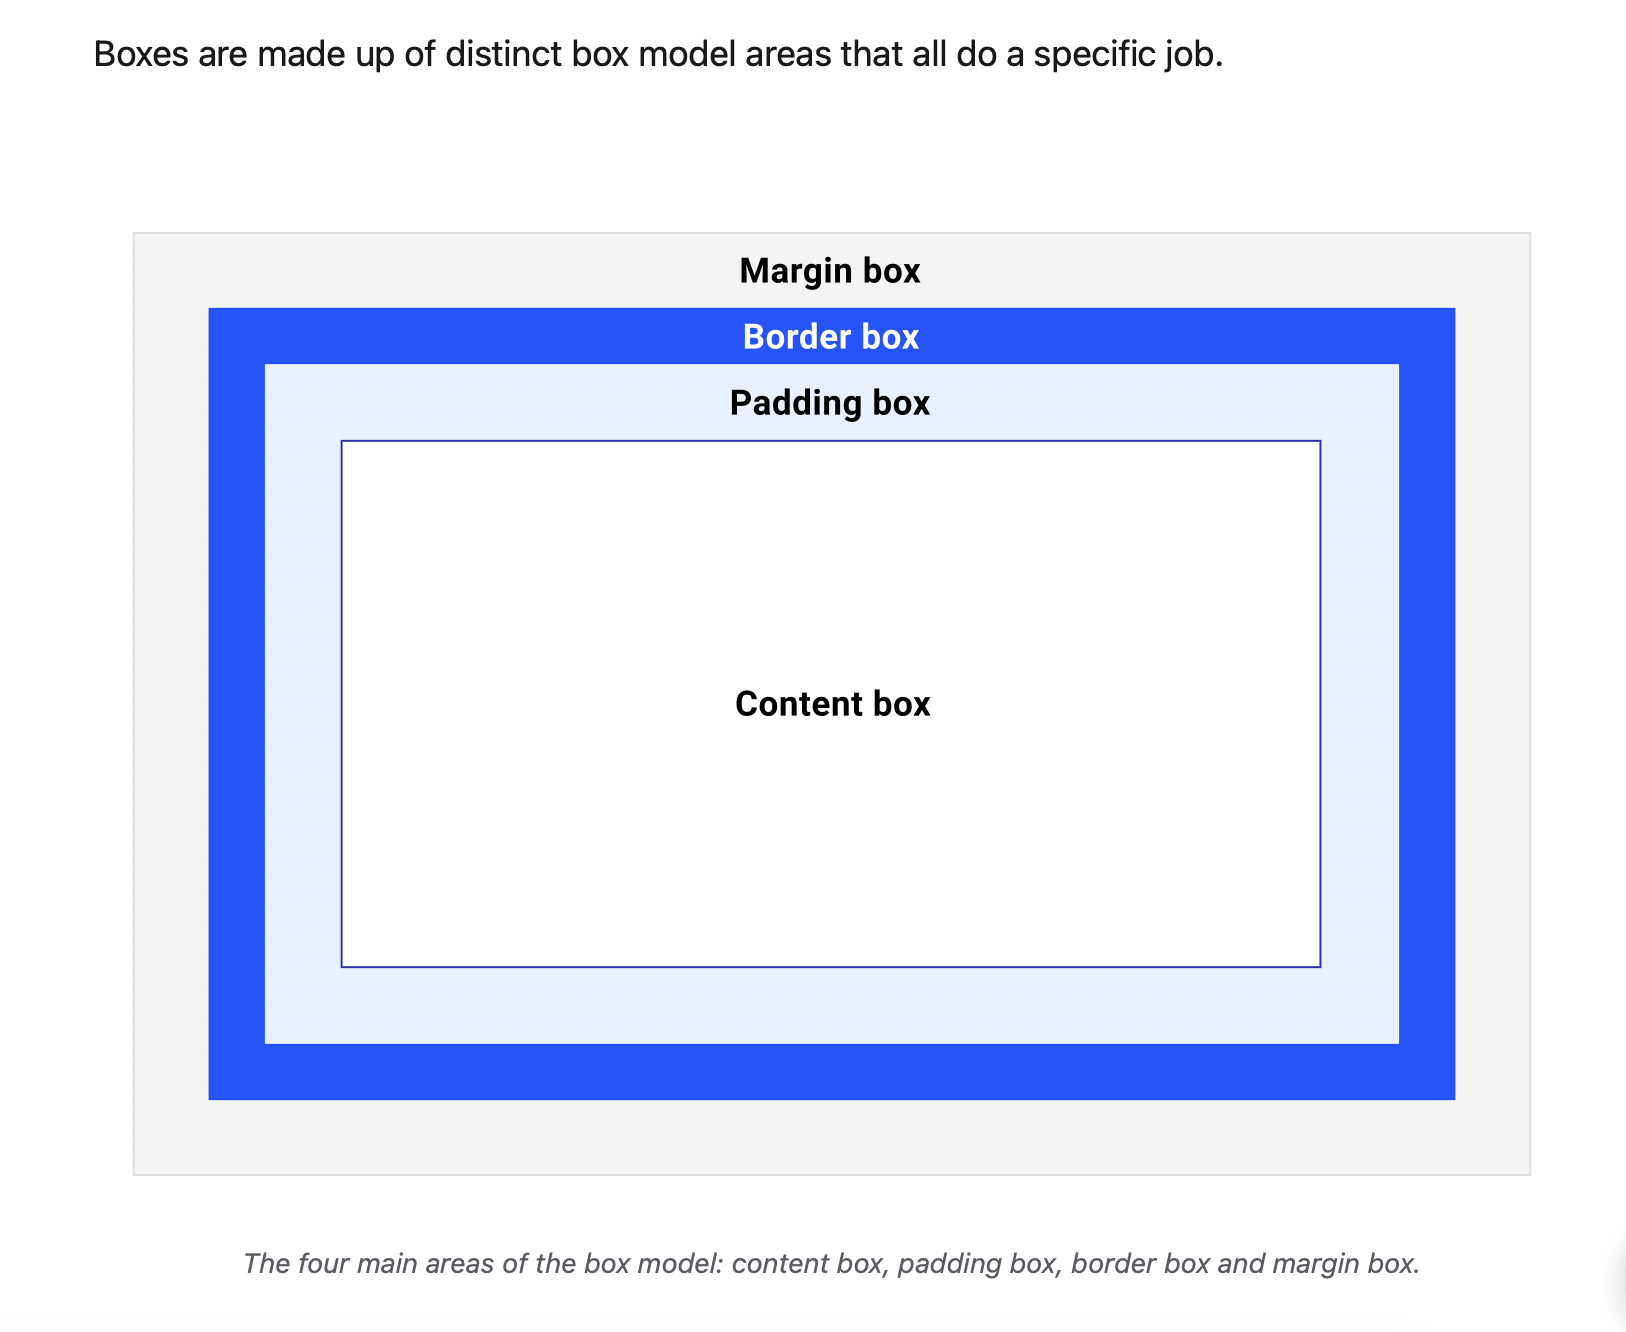 Boxes are made up of distinct box model areas that all do a specific job.
Margin box
Border box
Padding box
Content box
The four main areas of the box model: content box, padding box, border box and margin box.